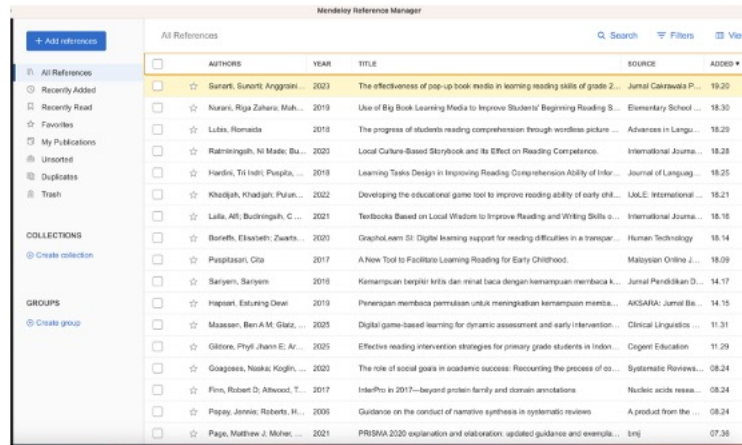 Mendeley Reference Manager
+ Add references
All References
Recently Added
Recently Read
Favorites
My Publications
Unsorted
Duplicates
Trash
COLLECTIONS
Create collection
GROUPS
Create group
All References Search Filters
AUTHORS YEAR TITLE SOURCE ADDED
Sunarti, Sunarti; Anggraini... 2023 The effectiveness of pop-up book media in learning reading skills of grade 2... Jurnal Cakrawala P... 19.20
Nurani, Riga Zahara; Mah... 2019 Use of Big Book Learning Media to Improve Students' Beginning Reading S... Elementary School ... 18.30
Lubis, Romaida 2018 The progress of students reading comprehension through wordless picture ... Advances in Langu... 18.29
Ratminingsih, Ni Made; Bu... 2020 Local Culture-Based Storybook and Its Effect on Reading Competence. International Journa... 18.28
Hardini, Tri Indri; Puspita, ... 2018 Learning Tasks Design in Improving Reading Comprehension Ability of Infor... Journal of Languag... 18.25
Khadijah, Khadijah; Pulun... 2022 Developing the educational game tool to improve reading ability of early chil... IJoLE: International ... 18.21
Laila, Alfi; Budiningsih, C ... 2021 Textbooks Based on Local Wisdom to Improve Reading and Writing Skills o... International Journa... 18.16
Borleffs, Elisabeth; Zwarts... 2020 GraphoLearn SI: Digital learning support for reading difficulties in a transpar... Human Technology 18.14
Puspitasari, Cita 2017 A New Tool to Facilitate Learning Reading for Early Childhood. Malaysian Online J... 18.09
Sariyem, Sariyem 2016 Kemampuan berpikir kritis dan minat baca dengan kemampuan membaca k... Jurnal Pendidikan D... 14.17
Hapsari, Estuning Dewi 2019 Penerapan membaca permulaan untuk meningkatkan kemampuan memba... AKSARA: Jurnal Ba... 14.15
Maassen, Ben A M; Glatz, ... 2025 Digital game-based learning for dynamic assessment and early intervention... Clinical Linguistics ... 11.31
Gildore, Phyll Jhann E; Ar... 2025 Effective reading intervention strategies for primary grade students in Indon... Cogent Education 11.29
Goagoses, Naska; Koglin, ... 2020 The role of social goals in academic success: Recounting the process of co... Systematic Reviews... 08.24
Finn, Robert D; Attwood, T... 2017 InterPro in 2017—beyond protein family and domain annotations Nucleic acids resea... 08.24
Popay, Jennie; Roberts, H... 2006 Guidance on the conduct of narrative synthesis in systematic reviews A product from the ... 08.24
Page, Matthew J; Moher, ... 2021 PRISMA 2020 explanation and elaboration: updated guidance and exempla... bmj 07.36